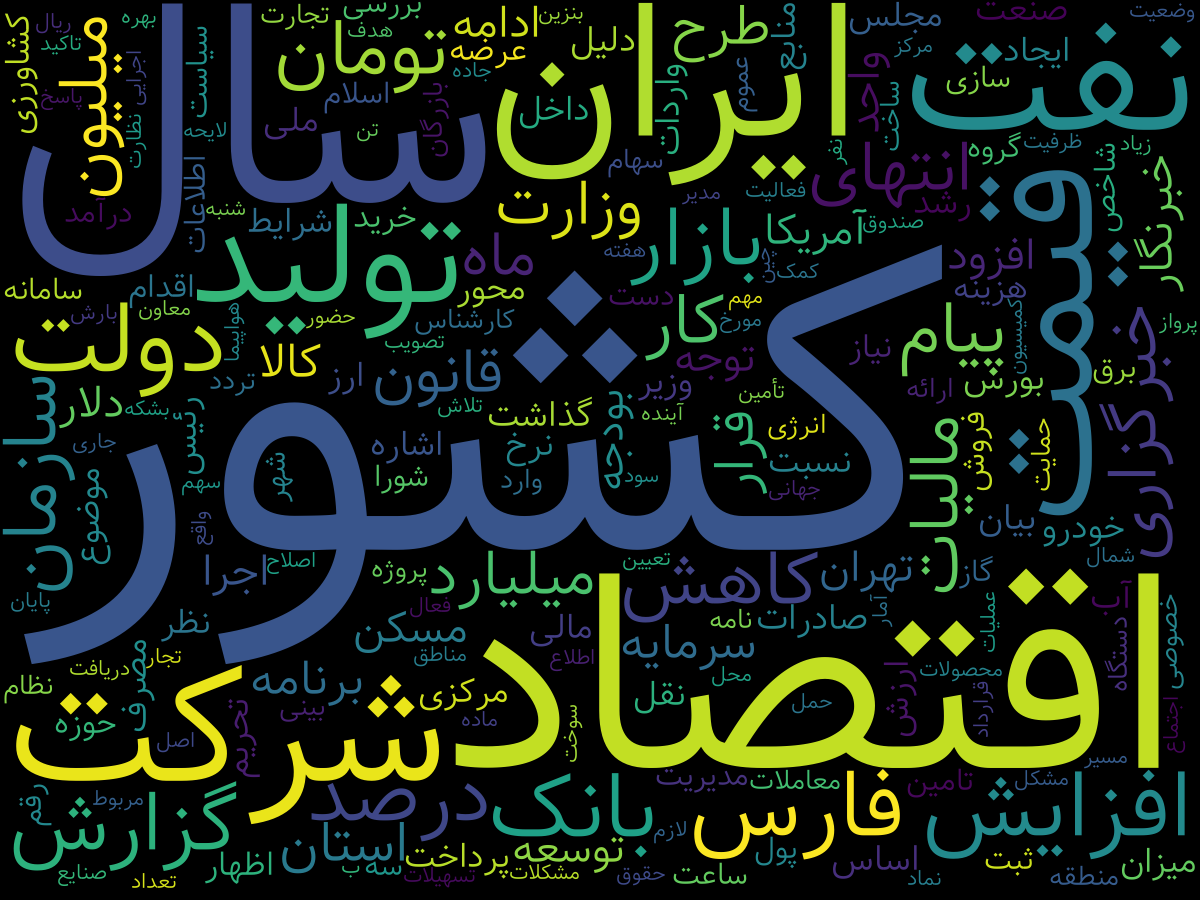 کشور
اقتصاد
سال
ایران
نفت
قیمت
شرکت
تولید
دولت
افزایش
بانک
فارس
درصد
گزارش
بازار
تومان
میلیون
میلیارد
کاهش
مالیات
سازمان
خبرگزاری
خبرنگار
انتهای
پیام
وزارت
کار
ماه
قانون
کالا
طرح
ادامه
عرضه
دلیل
داخل
واردات
منابع
عموم
مجلس
واحد
مرکز
ساخت
ایجاد
سازی
صنعت
وضعیت
تجارت
بررسی
هدف
بنزین
جاده
اسلام
ملی
تن
بازرگان
سیاست
لایحه
بهره
ریال
تاکید
کشاورزی
پاسخ
اجرایی
نظارت
درآمد
اطلاعات
شنبه
شرایط
خرید
سهام
مدیر
فعالیت
نفر
گروه
ظرفیت
زیاد
شاخص
رشد
صندوق
آمریکا
هفته
چین
کمک
افزود
هزینه
کمیسیون
سامانه
اقدام
معاون
بارش
هواپیما
حضور
محور
کارشناس
تصویب
دست
مهم
مورخ
توجه
نیاز
پرواز
برق
بورس
ارائه
دلار
بشکه
تردد
ارز
تلاش
گذاشت
وزیر
آینده
تأمین
انرژی
قرار
بودجه
نرخ
اشاره
شورا
وارد
سود
نسبت
جهانی
فروش
حمایت
جاری
رئیس
موضوع
سهم
شهر
واقع
بیان
خودرو
شمال
اجرا
اصلاح
پروژه
تعیین
تهران
گاز
پایان
نظر
فعال
مسکن
مناطق
مالی
اطلاع
سرمایه
نامه
صادرات
آمار
عملیات
آب
دستگاه
خصوصی
نظام
حوزه
دریافت
تجار
مصرف
برنامه
بینی
تحریم
اصل
مرکزی
ماده
سوخت
نقل
محل
حمل
ارزش
محصولات
قرارداد
اجتماع
مسیر
مشکل
مدیریت
معاملات
تامین
رقم
مربوط
استان
اظهار
صنایع
تعداد
سه
پ
پرداخت
تسهیلات
توسعه
مشکلات
حقوق
لازم
پول
ساعت
اساس
نماد
ثبت
منطقه
میزان